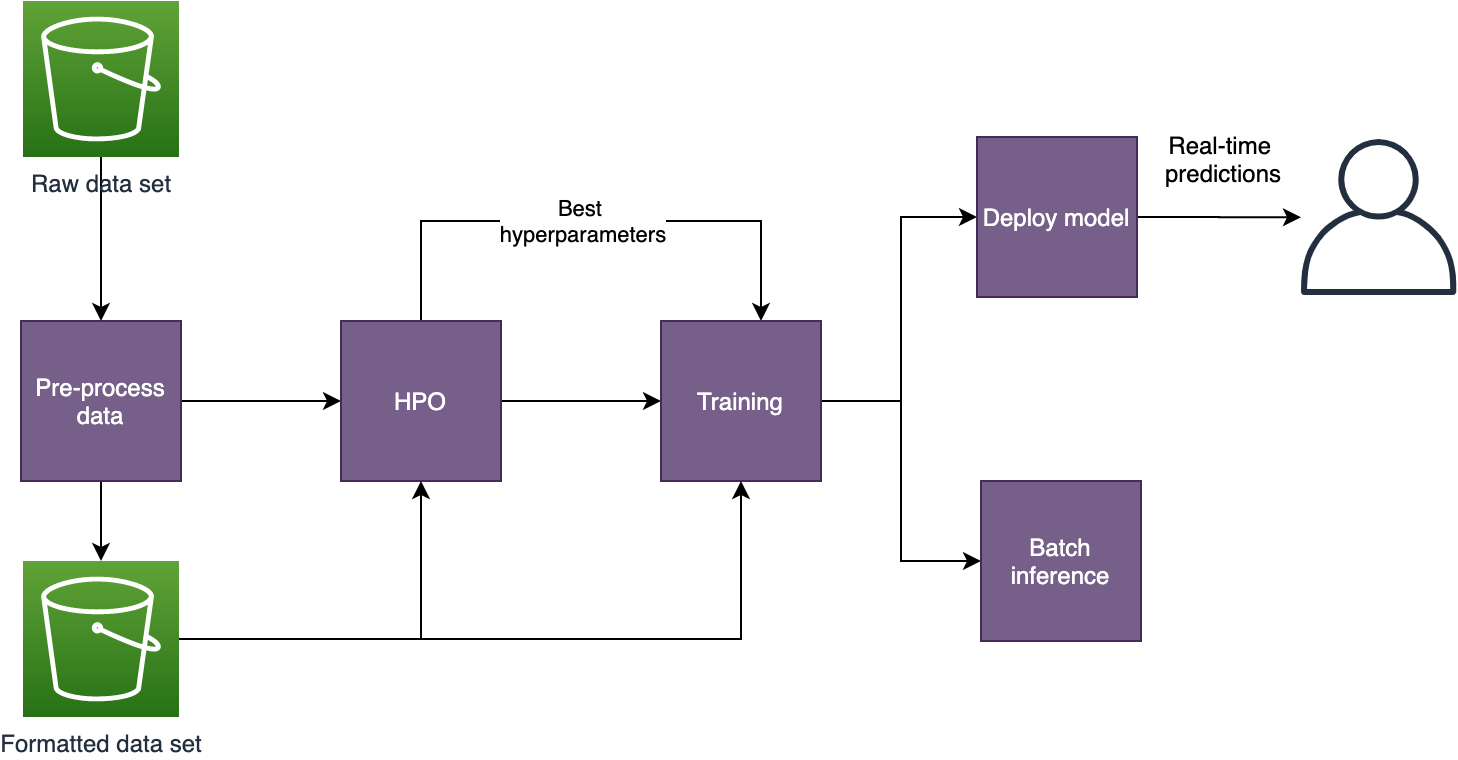 Raw data set
Real-time
predictions
Best
hyperparameters
Deploy model
Pre-process
data
HPO
Training
Batch
inference
Formatted data set